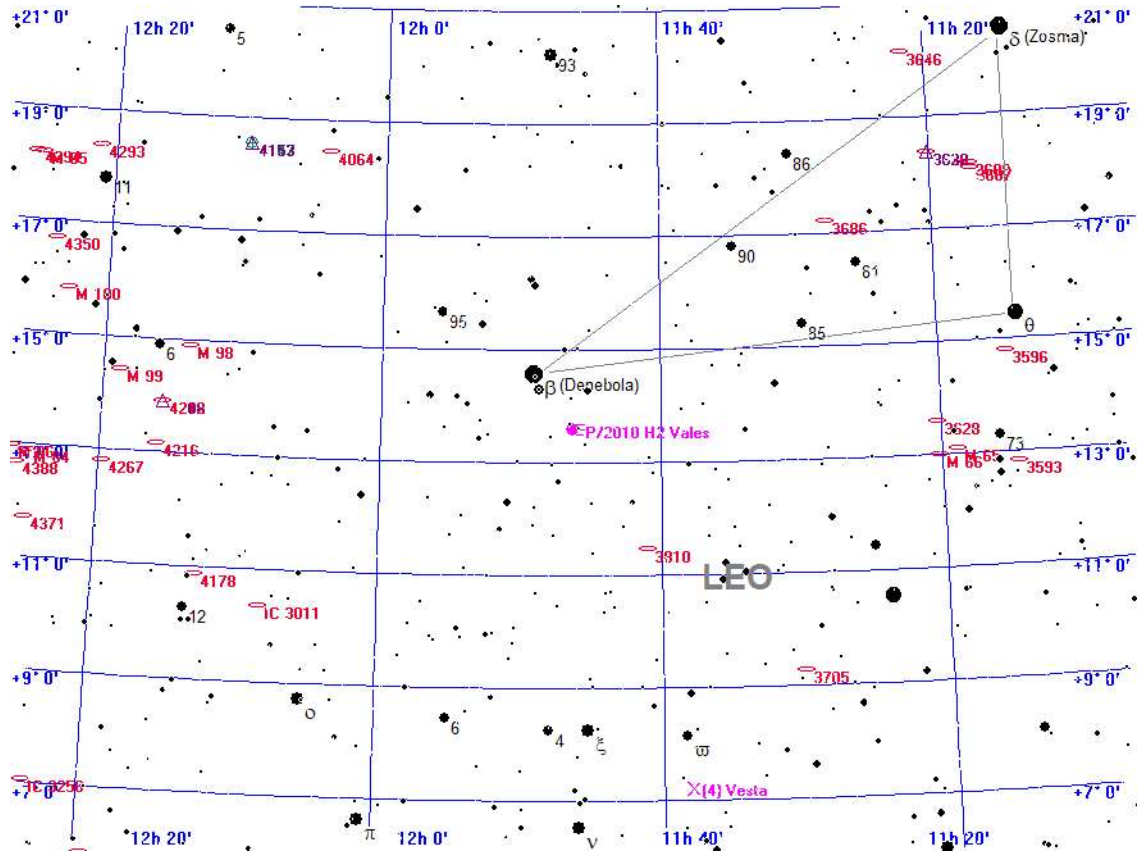 +21° 0'
12h 20'
5
12h 0'
93
11h 40'
11h 20'
δ (Zosma)
+21° 0'
3646
+19° 0'
+19° 0'
4293
4064
86
11
+17° 0'
+17° 0'
4350
3686
90
81
M 100
95
85
θ
+15° 0'
+15° 0'
6
M 98
3596
M 99
β (Denebola)
P/2010 H2 Vales
3628
4216
73
+13° 0'
+13° 0'
4388
4267
M 66
M 65
3593
4371
3810
+11° 0'
+11° 0'
LEO
4178
12
IC 3011
3705
+9° 0'
+9° 0'
ο
6
4
ξ
ϖ
+7° 0'
+7° 0'
(4) Vesta
π
ν
12h 20'
12h 0'
11h 40'
11h 20'